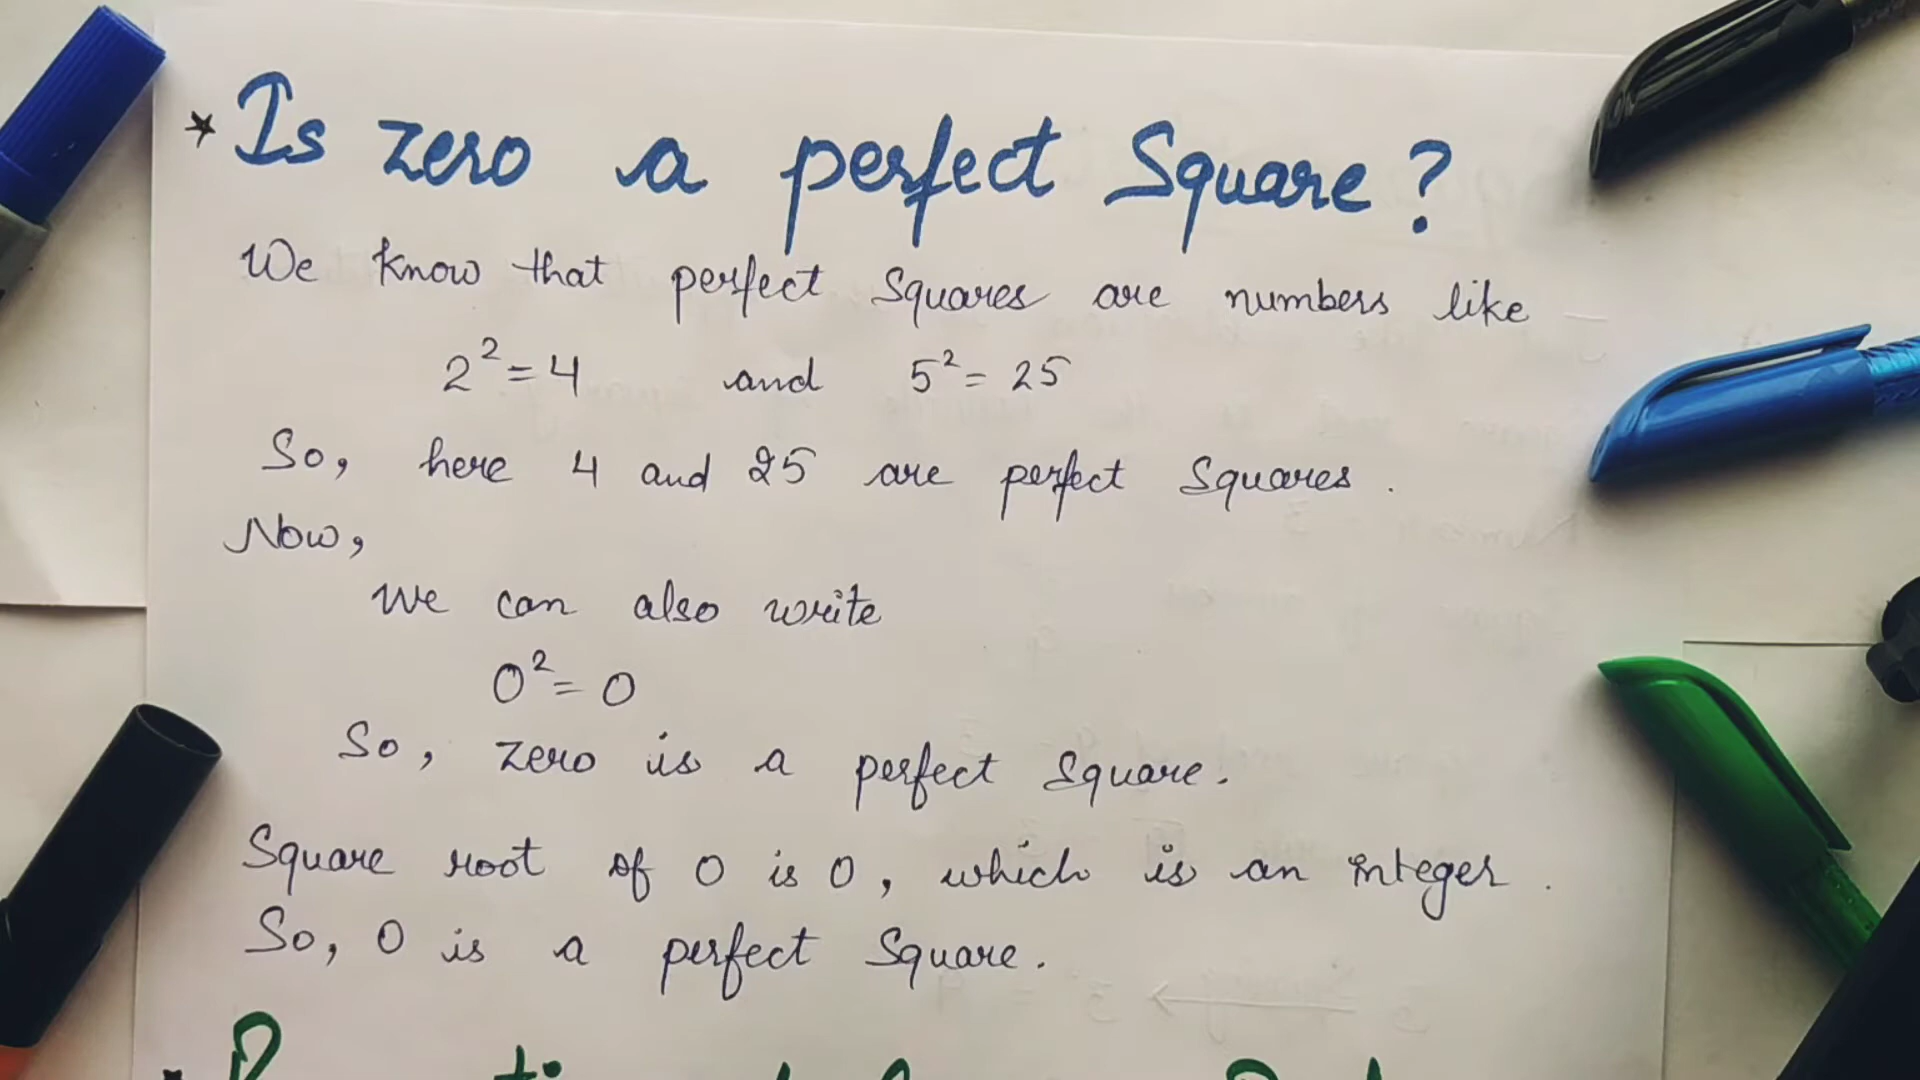 * Is zero a perfect Square?
We know that perfect Squares are numbers like
2² = 4 and 5² = 25
So, here 4 and 25 are perfect Squares.
Now,
We can also write
0² = 0
So, zero is a perfect Square.
Square root of 0 is 0, which is an integer.
So, 0 is a perfect Square.